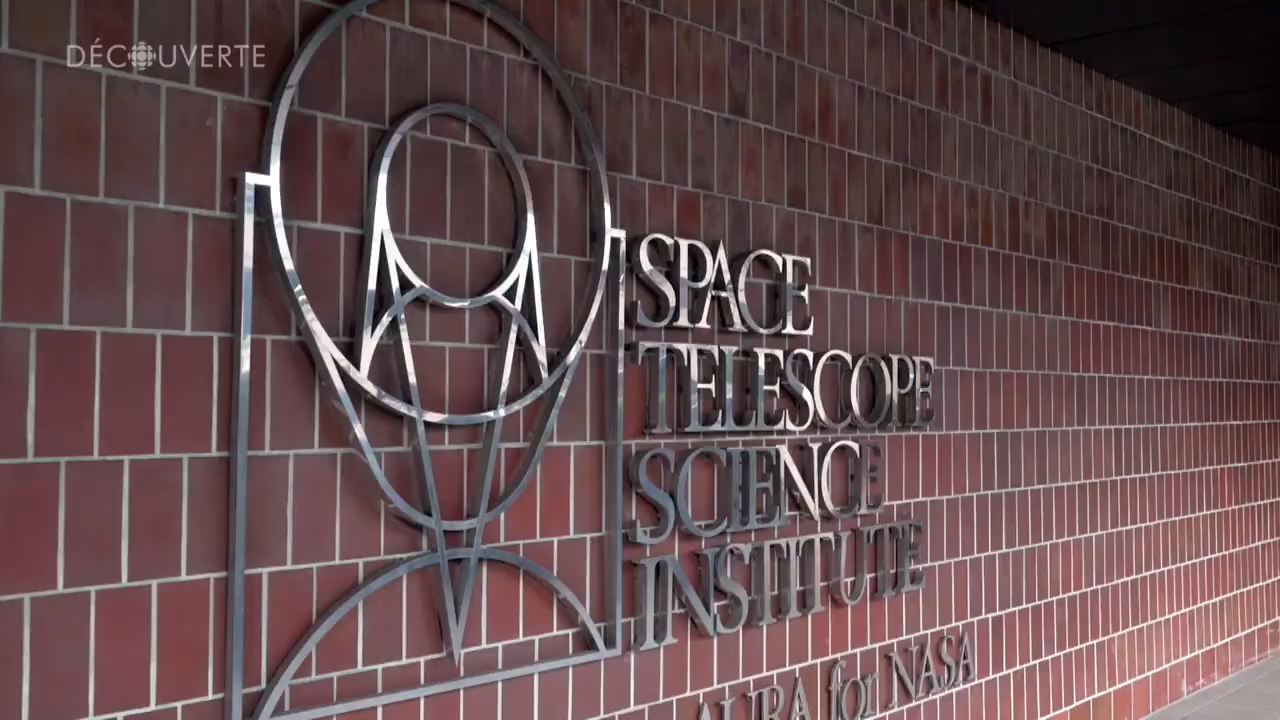 DÉCOUVERTE
SPACE
TELESCOPE
SCIENCE
INSTITUTE
AURA for NASA